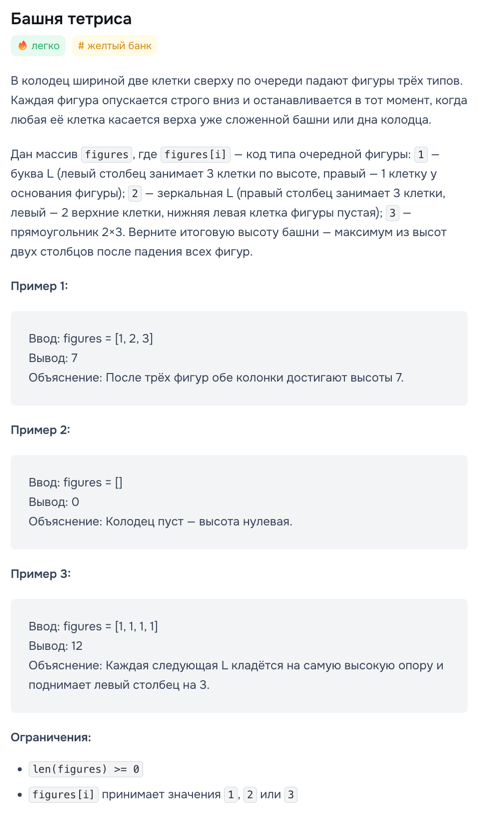 Башня тетриса
🔥 легко # желтый банк
В колодец шириной две клетки сверху по очереди падают фигуры трёх типов.
Каждая фигура опускается строго вниз и останавливается в тот момент, когда
любая её клетка касается верха уже сложенной башни или дна колодца.
Дан массив figures, где figures[i] — код типа очередной фигуры: 1 —
буква L (левый столбец занимает 3 клетки по высоте, правый — 1 клетку у
основания фигуры); 2 — зеркальная L (правый столбец занимает 3 клетки,
левый — 2 верхние клетки, нижняя левая клетка фигуры пустая); 3 —
прямоугольник 2×3. Верните итоговую высоту башни — максимум из высот
двух столбцов после падения всех фигур.
Пример 1:
Ввод: figures = [1, 2, 3]
Вывод: 7
Объяснение: После трёх фигур обе колонки достигают высоты 7.
Пример 2:
Ввод: figures = []
Вывод: 0
Объяснение: Колодец пуст — высота нулевая.
Пример 3:
Ввод: figures = [1, 1, 1, 1]
Вывод: 12
Объяснение: Каждая следующая L кладётся на самую высокую опору и
поднимает левый столбец на 3.
Ограничения:
• len(figures) >= 0
• figures[i] принимает значения 1, 2 или 3